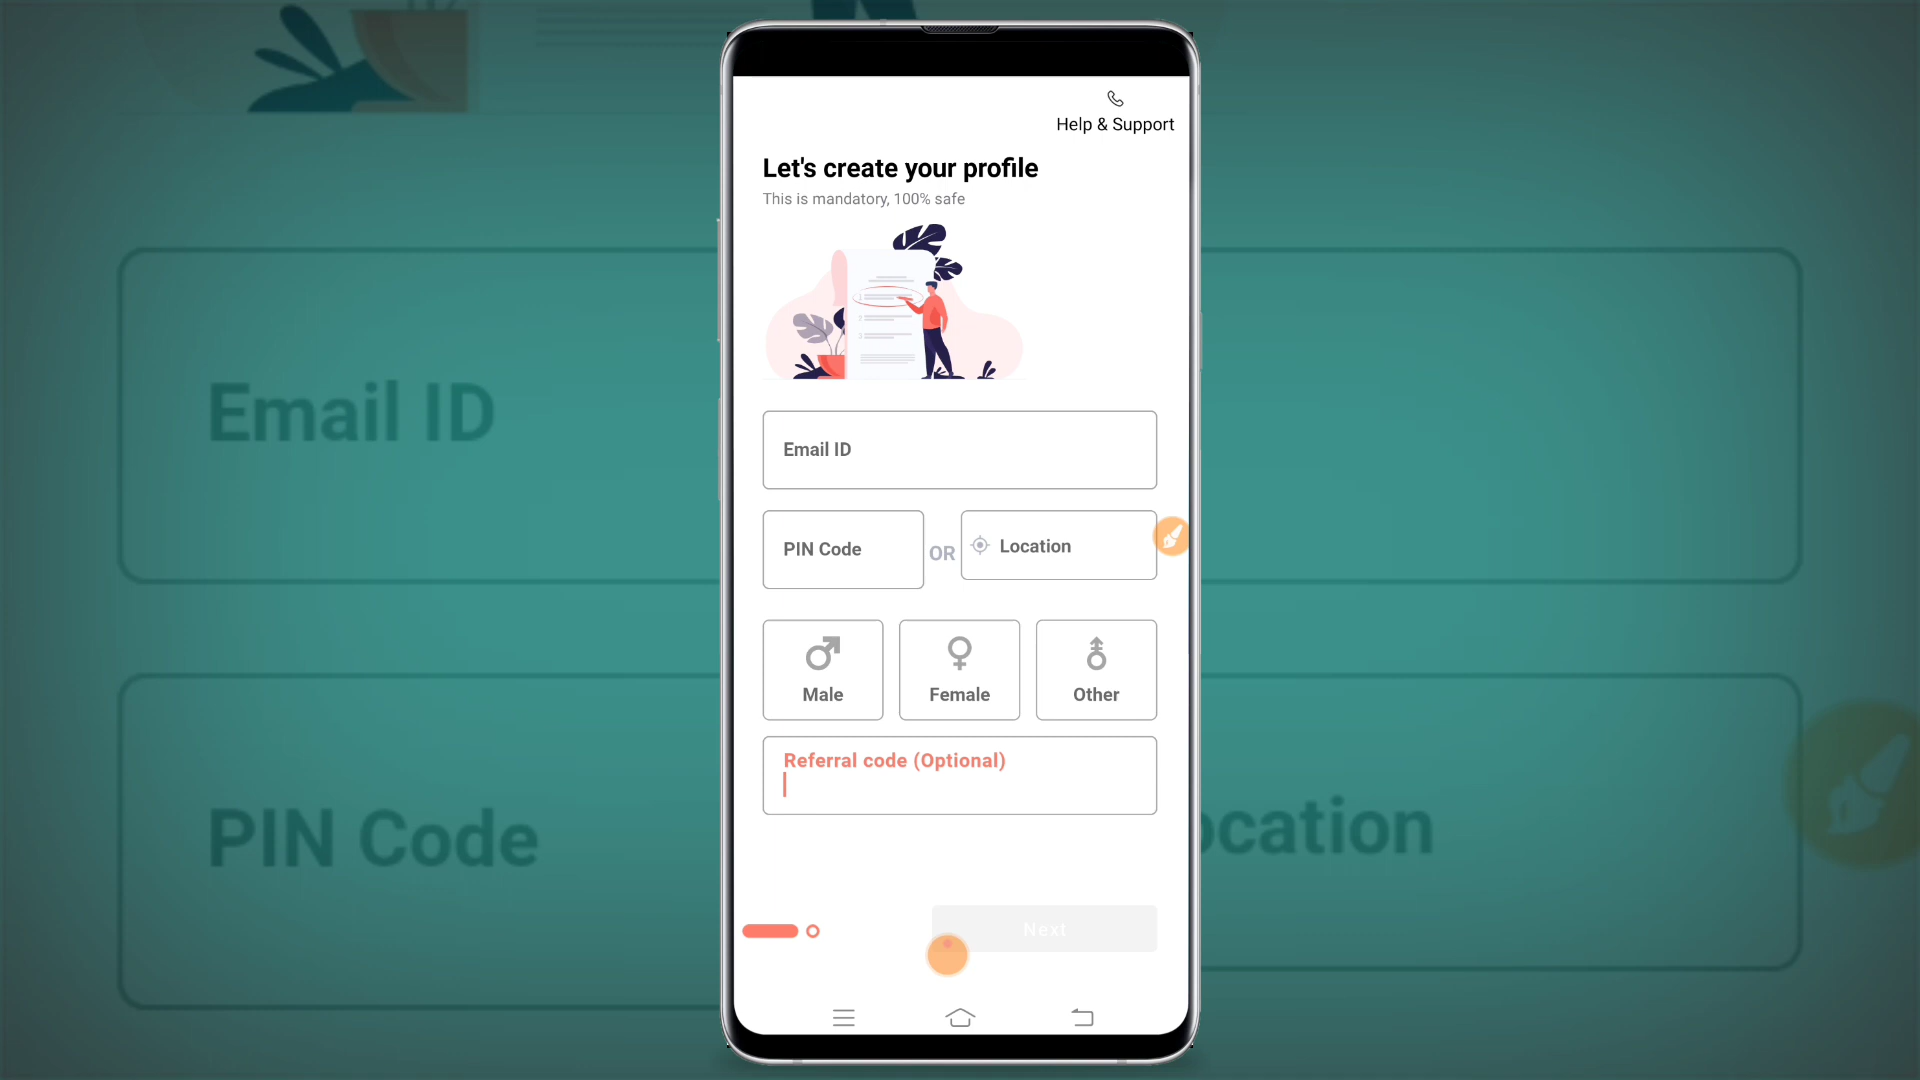 Help & Support
Let's create your profile
This is mandatory, 100% safe
Email ID
Email ID
PIN Code
OR
Location
Male
Female
Other
Referral code (Optional)
PIN Code
ocation
Next